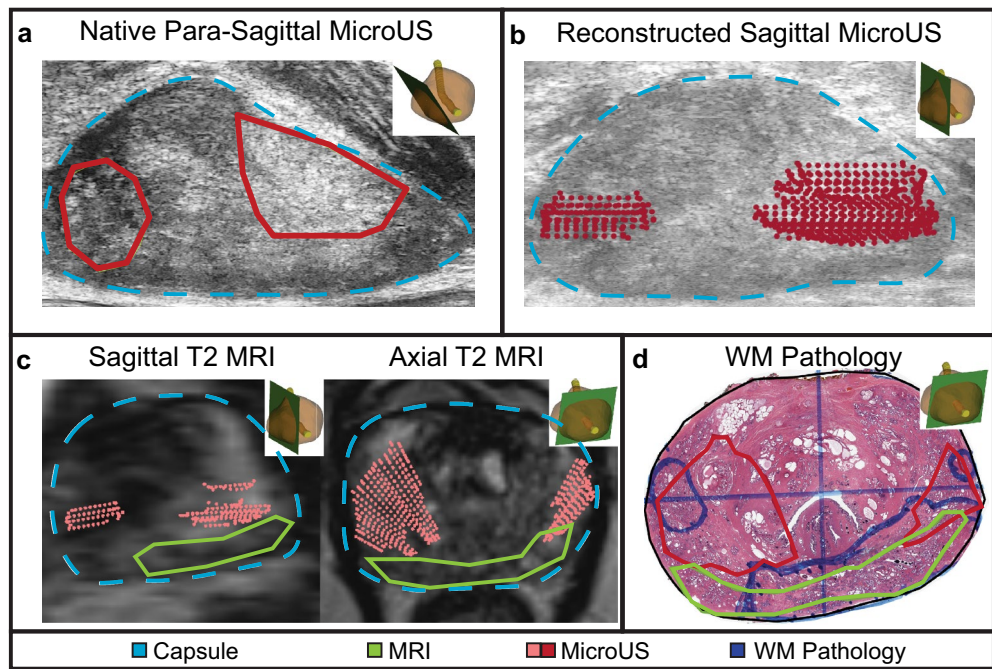 a Native Para-Sagittal MicroUS
b Reconstructed Sagittal MicroUS
c Sagittal T2 MRI Axial T2 MRI
d WM Pathology
Capsule MRI MicroUS WM Pathology